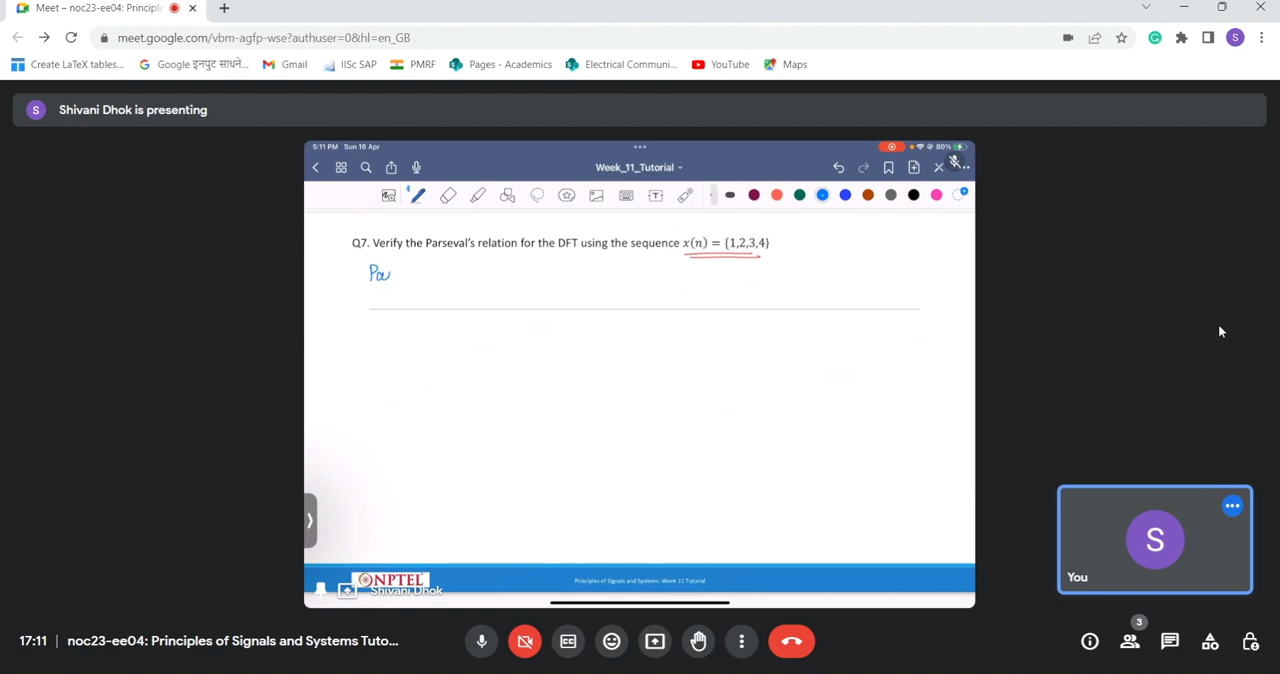 Meet – noc23-ee04: Principle
meet.google.com/vbm-agfp-wse?authuser=0&hl=en_GB
S
Create LaTeX tables...
Google इनपुट साधने...
Gmail
IISc SAP
PMRF
Pages - Academics
Electrical Communi...
YouTube
Maps
S
Shivani Dhok is presenting
5:11 PM Sun 16 Apr
80%
Week_11_Tutorial
Q7. Verify the Parseval's relation for the DFT using the sequence x(n) = {1,2,3,4}
Pa
NPTEL
Principles of Signals and Systems: Week 11 Tutorial
Shivani Dhok
S
You
17:11
noc23-ee04: Principles of Signals and Systems Tuto...
3